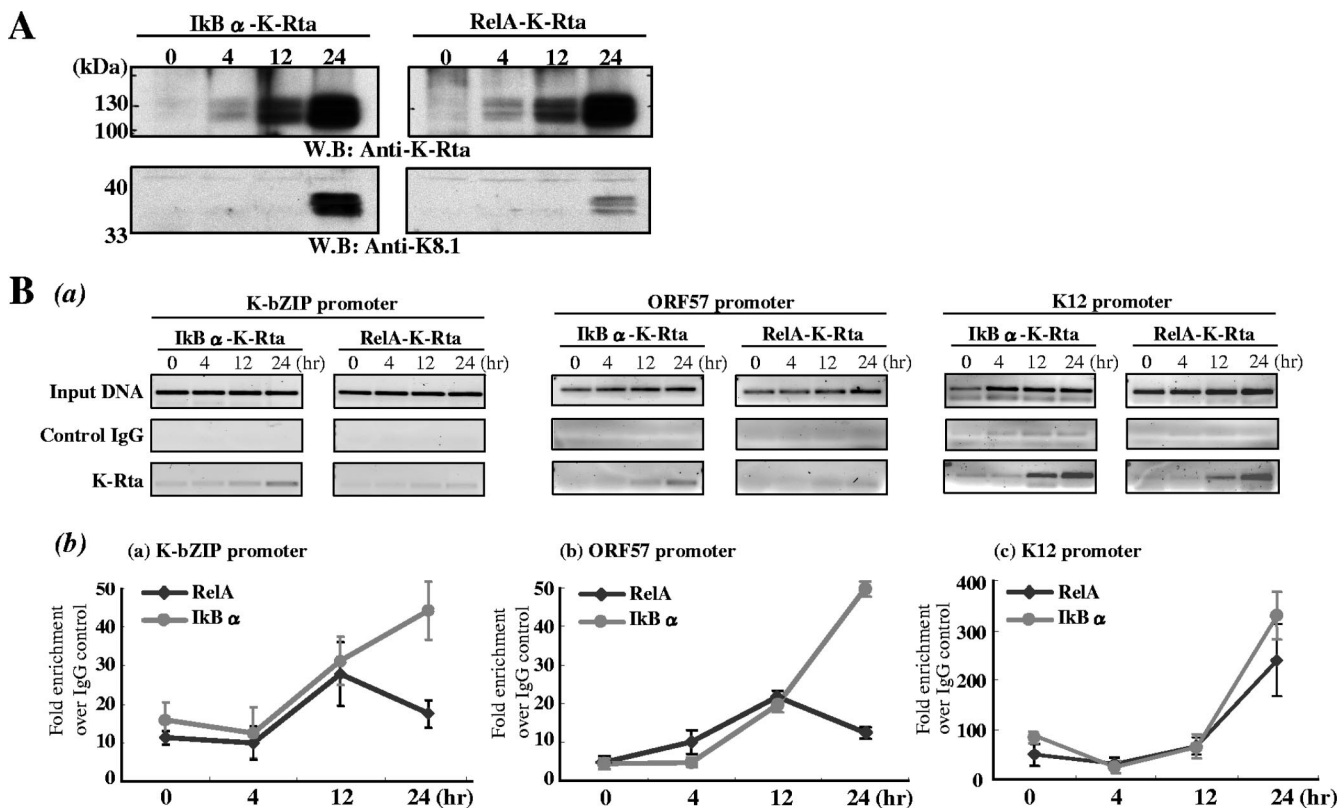 A
IkB α -K-Rta
RelA-K-Rta
0 4 12 24
0 4 12 24
(kDa)
130
100
W.B: Anti-K-Rta
40
33
W.B: Anti-K8.1
B (a)
K-bZIP promoter
ORF57 promoter
K12 promoter
IkB α -K-Rta
RelA-K-Rta
IkB α -K-Rta
RelA-K-Rta
IkB α -K-Rta
RelA-K-Rta
0 4 12 24 (hr)
0 4 12 24 (hr)
0 4 12 24 (hr)
0 4 12 24 (hr)
0 4 12 24 (hr)
0 4 12 24 (hr)
Input DNA
Control IgG
K-Rta
(b)
(a) K-bZIP promoter
Fold enrichment
over IgG control
50
40
30
20
10
0
RelA
IkB α
0 4 12 24 (hr)
(b) ORF57 promoter
Fold enrichment
over IgG control
50
40
30
20
10
0
RelA
IkB α
0 4 12 24 (hr)
(c) K12 promoter
Fold enrichment
over IgG control
400
300
200
100
0
RelA
IkB α
0 4 12 24 (hr)